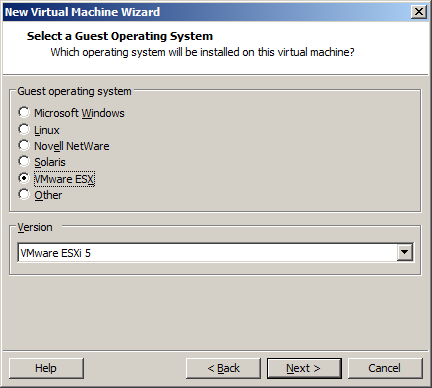 New Virtual Machine Wizard
Select a Guest Operating System
Which operating system will be installed on this virtual machine?
Guest operating system
Microsoft Windows
Linux
Novell NetWare
Solaris
VMware ESX
Other
Version
VMware ESXi 5
Help
< Back
Next >
Cancel